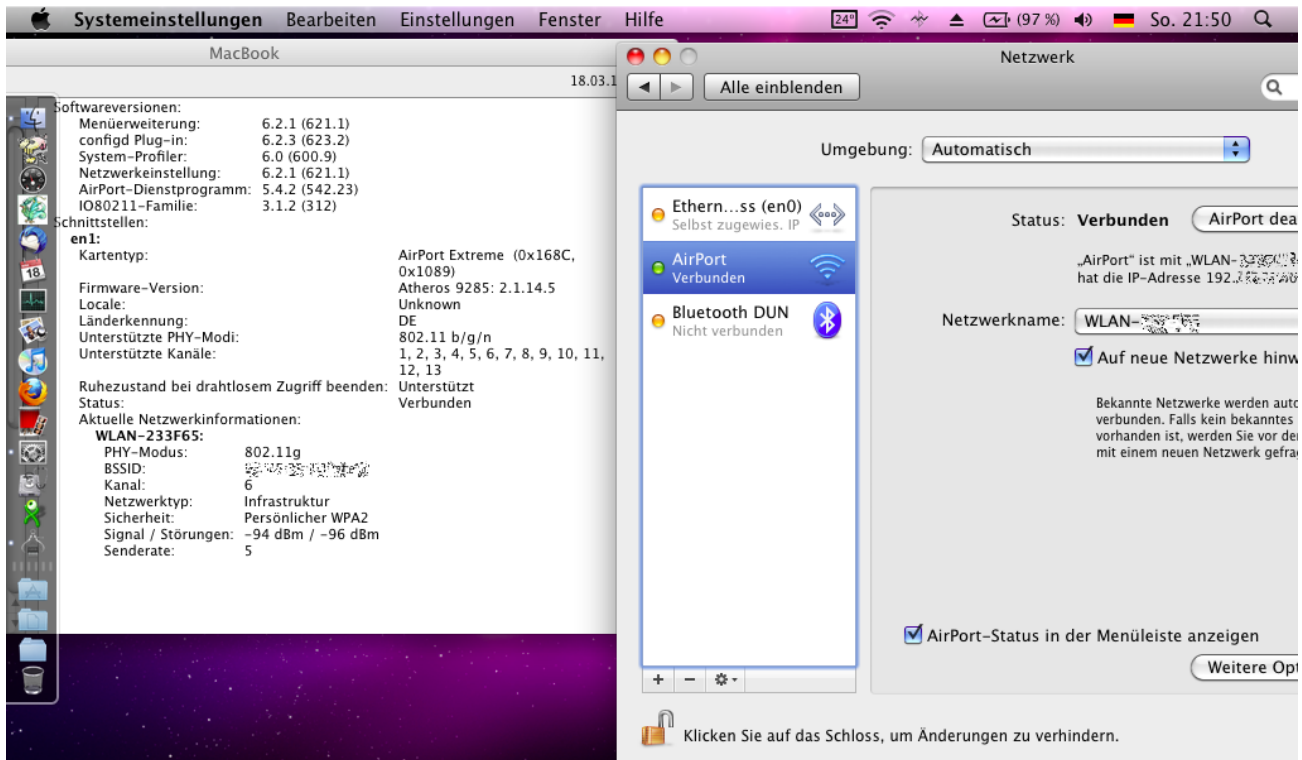 Systemeinstellungen Bearbeiten Einstellungen Fenster Hilfe 24° (97 %) So. 21:50
MacBook
18.03.1
Softwareversionen:
Menüerweiterung: 6.2.1 (621.1)
configd Plug-in: 6.2.3 (623.2)
System-Profiler: 6.0 (600.9)
Netzwerkeinstellung: 6.2.1 (621.1)
AirPort-Dienstprogramm: 5.4.2 (542.23)
IO80211-Familie: 3.1.2 (312)
Schnittstellen:
en1:
Kartentyp: AirPort Extreme (0x168C,
0x1089)
Firmware-Version: Atheros 9285: 2.1.14.5
Locale: Unknown
Länderkennung: DE
Unterstützte PHY-Modi: 802.11 b/g/n
Unterstützte Kanäle: 1, 2, 3, 4, 5, 6, 7, 8, 9, 10, 11,
12, 13
Ruhezustand bei drahtlosem Zugriff beenden: Unterstützt
Status: Verbunden
Aktuelle Netzwerkinformationen:
WLAN-233F65:
PHY-Modus: 802.11g
BSSID:
Kanal: 6
Netzwerktyp: Infrastruktur
Sicherheit: Persönlicher WPA2
Signal / Störungen: -94 dBm / -96 dBm
Senderate: 5
18
Netzwerk
Alle einblenden
Umgebung: Automatisch
Ethern...ss (en0)
Selbst zugewies. IP
AirPort
Verbunden
Bluetooth DUN
Nicht verbunden
Status: Verbunden AirPort dea
„AirPort“ ist mit „WLAN-
hat die IP-Adresse 192.
Netzwerkname: WLAN-
Auf neue Netzwerke hinw
Bekannte Netzwerke werden auto
verbunden. Falls kein bekanntes
vorhanden ist, werden Sie vor der
mit einem neuen Netzwerk gefrag
AirPort-Status in der Menüleiste anzeigen
Weitere Opt
Klicken Sie auf das Schloss, um Änderungen zu verhindern.